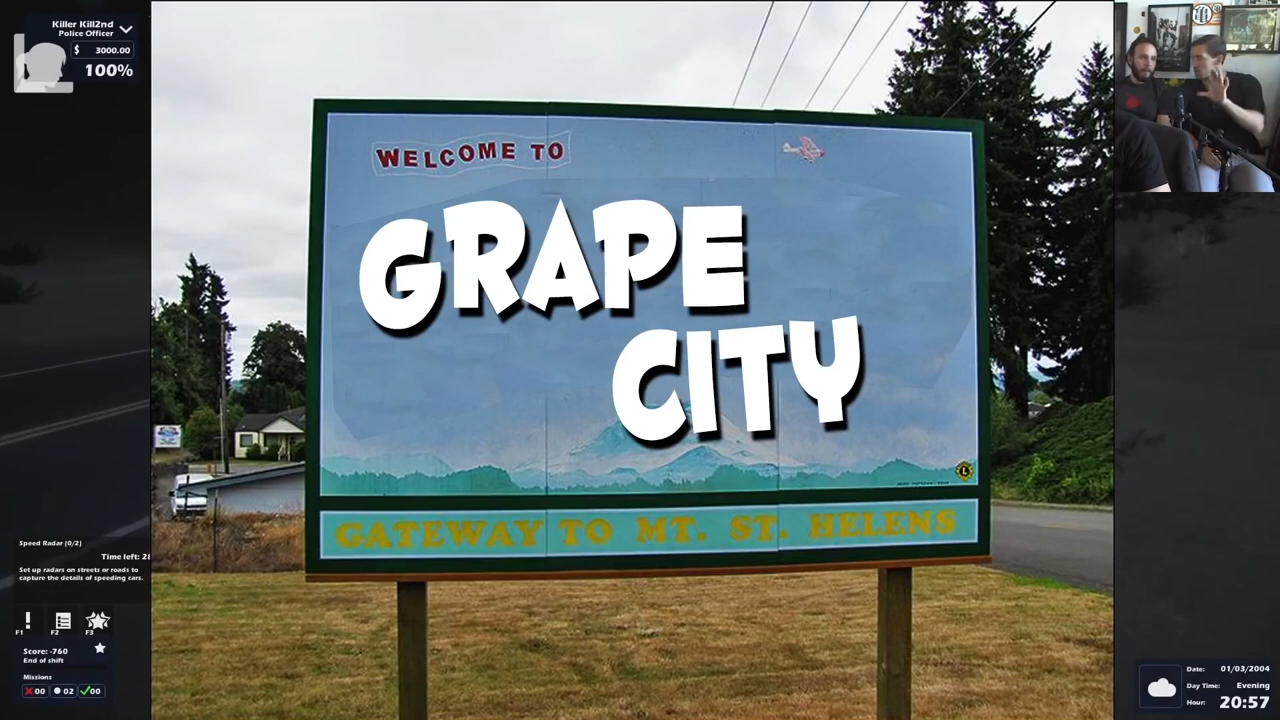 Killer Kill2nd
Police Officer
$ 3000.00
100%
WELCOME TO
GRAPE
CITY
GATEWAY TO MT. ST. HELENS
L
Speed Radar (0/2)
Time left: 28
Set up radars on streets or roads to
capture the details of speeding cars.
F1 F2 F3
Score: -760
End of shift
Missions
00 02 00
Date: 01/03/2004
Day Time: Evening
Hour: 20:57